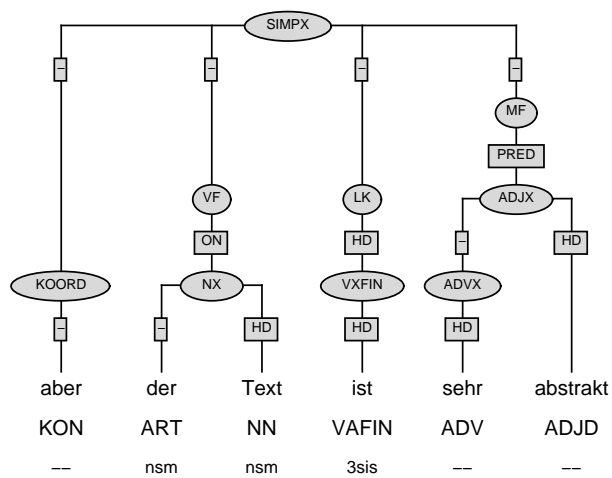 SIMPX
– – – –
MF
PRED
VF LK ADJX
ON HD – HD
KOORD NX VXFIN ADVX
– – HD HD HD
aber der Text ist sehr abstrakt
KON ART NN VAFIN ADV ADJD
–– nsm nsm 3sis –– ––